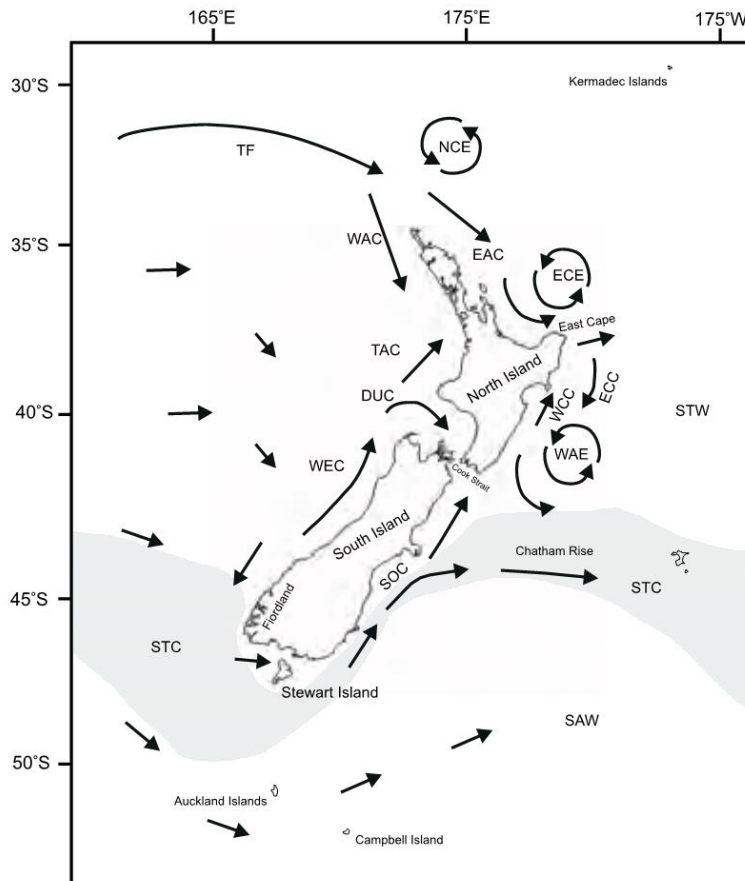 165°E 175°E 175°W
30°S
Kermadec Islands
NCE
TF
35°S
WAC
EAC
ECE
East Cape
TAC
North Island
DUC
WCC
ECC
40°S
STW
WEC
WAE
Cook Strait
South Island
Chatham Rise
SOC
STC
45°S
Fiordland
STC
Stewart Island
SAW
50°S
Auckland Islands
Campbell Island